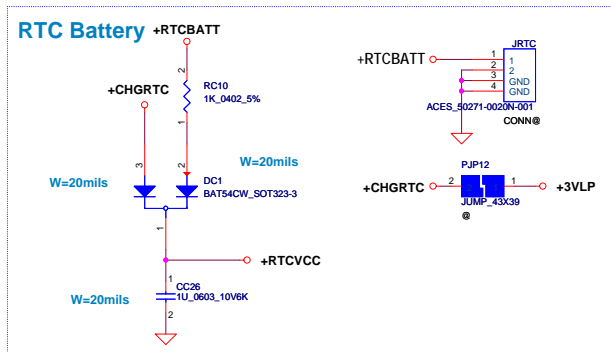 RTC Battery
+RTCBATT
+CHGRTC
2
RC10
1K_0402_5%
1
W=20mils
W=20mils
3
2
DC1
BAT54CW_SOT323-3
1
+RTCVCC
1
CC26
1U_0603_10V6K
2
W=20mils
JRTC
+RTCBATT
1 1
2 2
3 GND
4 GND
ACES_50271-0020N-001
CONN@
PJP12
+CHGRTC 2 2 1 1 +3VLP
JUMP_43X39
@